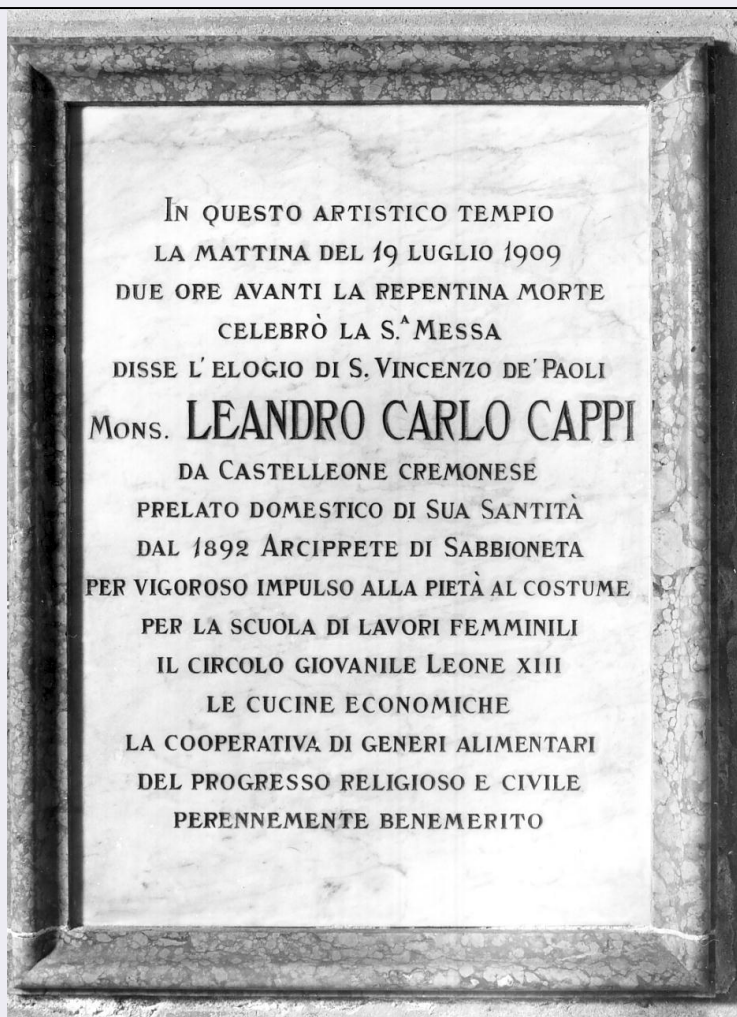 In questo artistico tempio
la mattina del 19 luglio 1909
due ore avanti la repentina morte
celebrò la S.ᴬ Messa
disse l'elogio di S. Vincenzo de' Paoli
Mons. LEANDRO CARLO CAPPI
da Castelleone cremonese
prelato domestico di Sua Santità
dal 1892 Arciprete di Sabbioneta
per vigoroso impulso alla pietà al costume
per la scuola di lavori femminili
il circolo giovanile Leone XIII
le cucine economiche
la cooperativa di generi alimentari
del progresso religioso e civile
perennemente benemerito